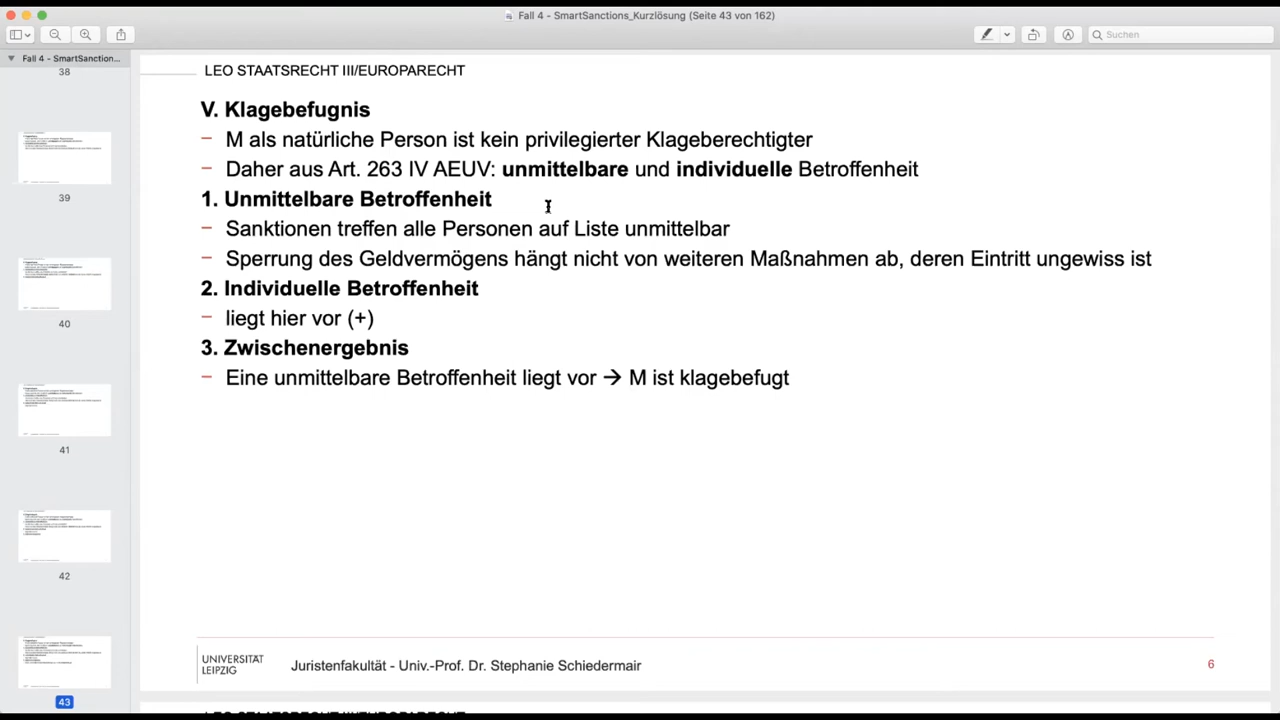 Fall 4 - SmartSanctions_Kurzlösung (Seite 43 von 162)
Suchen
Fall 4 - SmartSanction...
38
39
40
41
42
43
LEO STAATSRECHT III/EUROPARECHT
V. Klagebefugnis
– M als natürliche Person ist kein privilegierter Klageberechtigter
– Daher aus Art. 263 IV AEUV: unmittelbare und individuelle Betroffenheit
1. Unmittelbare Betroffenheit
– Sanktionen treffen alle Personen auf Liste unmittelbar
– Sperrung des Geldvermögens hängt nicht von weiteren Maßnahmen ab, deren Eintritt ungewiss ist
2. Individuelle Betroffenheit
– liegt hier vor (+)
3. Zwischenergebnis
– Eine unmittelbare Betroffenheit liegt vor → M ist klagebefugt
UNIVERSITÄT
LEIPZIG
Juristenfakultät - Univ.-Prof. Dr. Stephanie Schiedermair
6